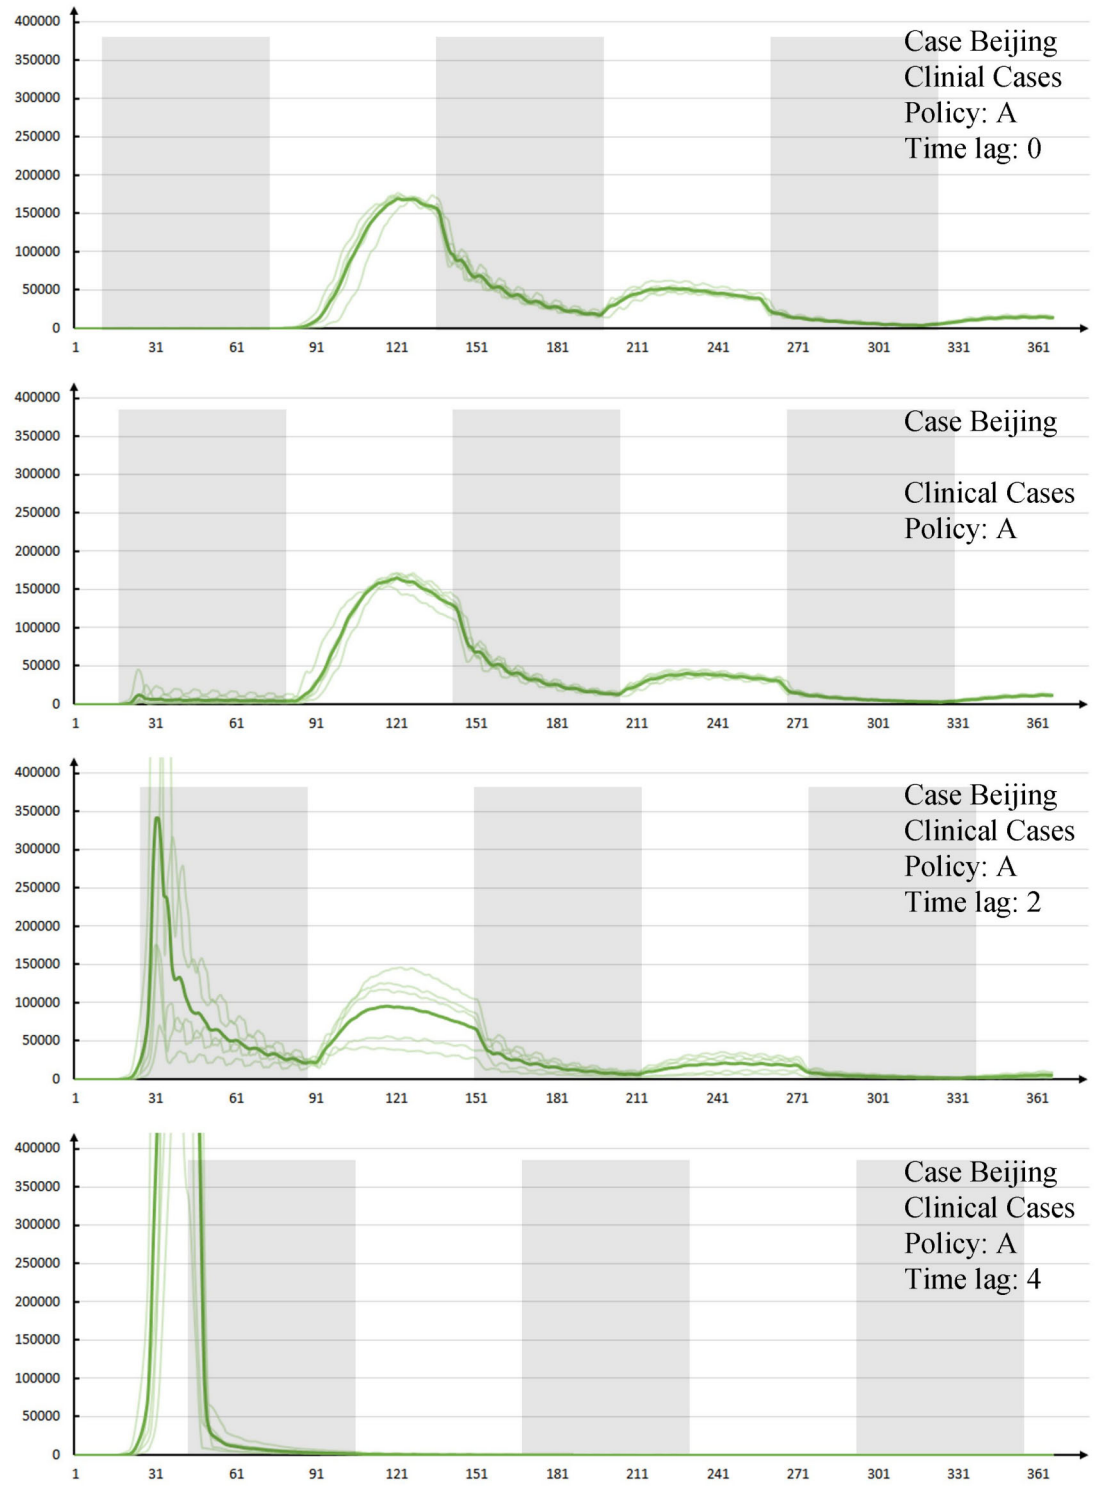 400000
350000
300000
250000
200000
150000
100000
50000
0
1 31 61 91 121 151 181 211 241 271 301 331 361
Case Beijing
Clinial Cases
Policy: A
Time lag: 0
400000
350000
300000
250000
200000
150000
100000
50000
0
1 31 61 91 121 151 181 211 241 271 301 331 361
Case Beijing
Clinical Cases
Policy: A
400000
350000
300000
250000
200000
150000
100000
50000
0
1 31 61 91 121 151 181 211 241 271 301 331 361
Case Beijing
Clinical Cases
Policy: A
Time lag: 2
400000
350000
300000
250000
200000
150000
100000
50000
0
1 31 61 91 121 151 181 211 241 271 301 331 361
Case Beijing
Clinical Cases
Policy: A
Time lag: 4